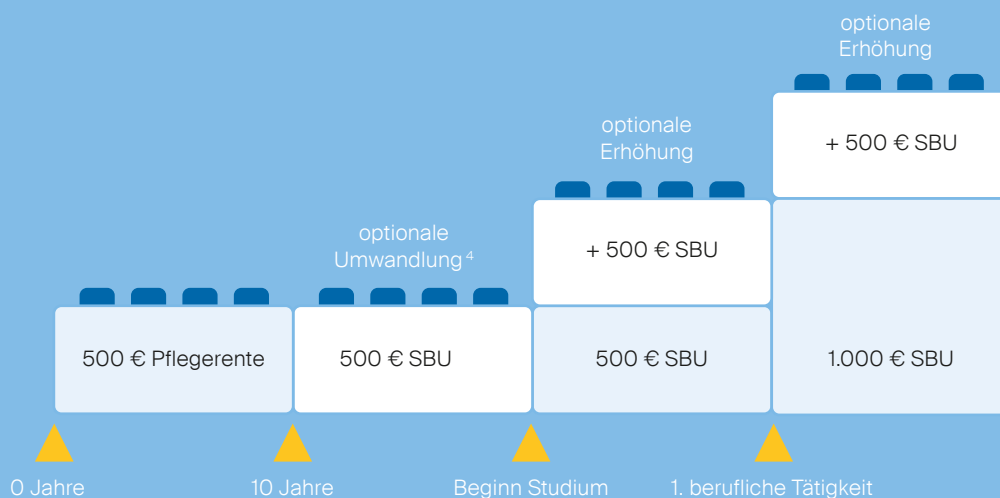 optionale
Erhöhung
+ 500 € SBU
optionale
Erhöhung
+ 500 € SBU
optionale
Umwandlung⁴
500 € Pflegerente
500 € SBU
500 € SBU
1.000 € SBU
0 Jahre
10 Jahre
Beginn Studium
1. berufliche Tätigkeit